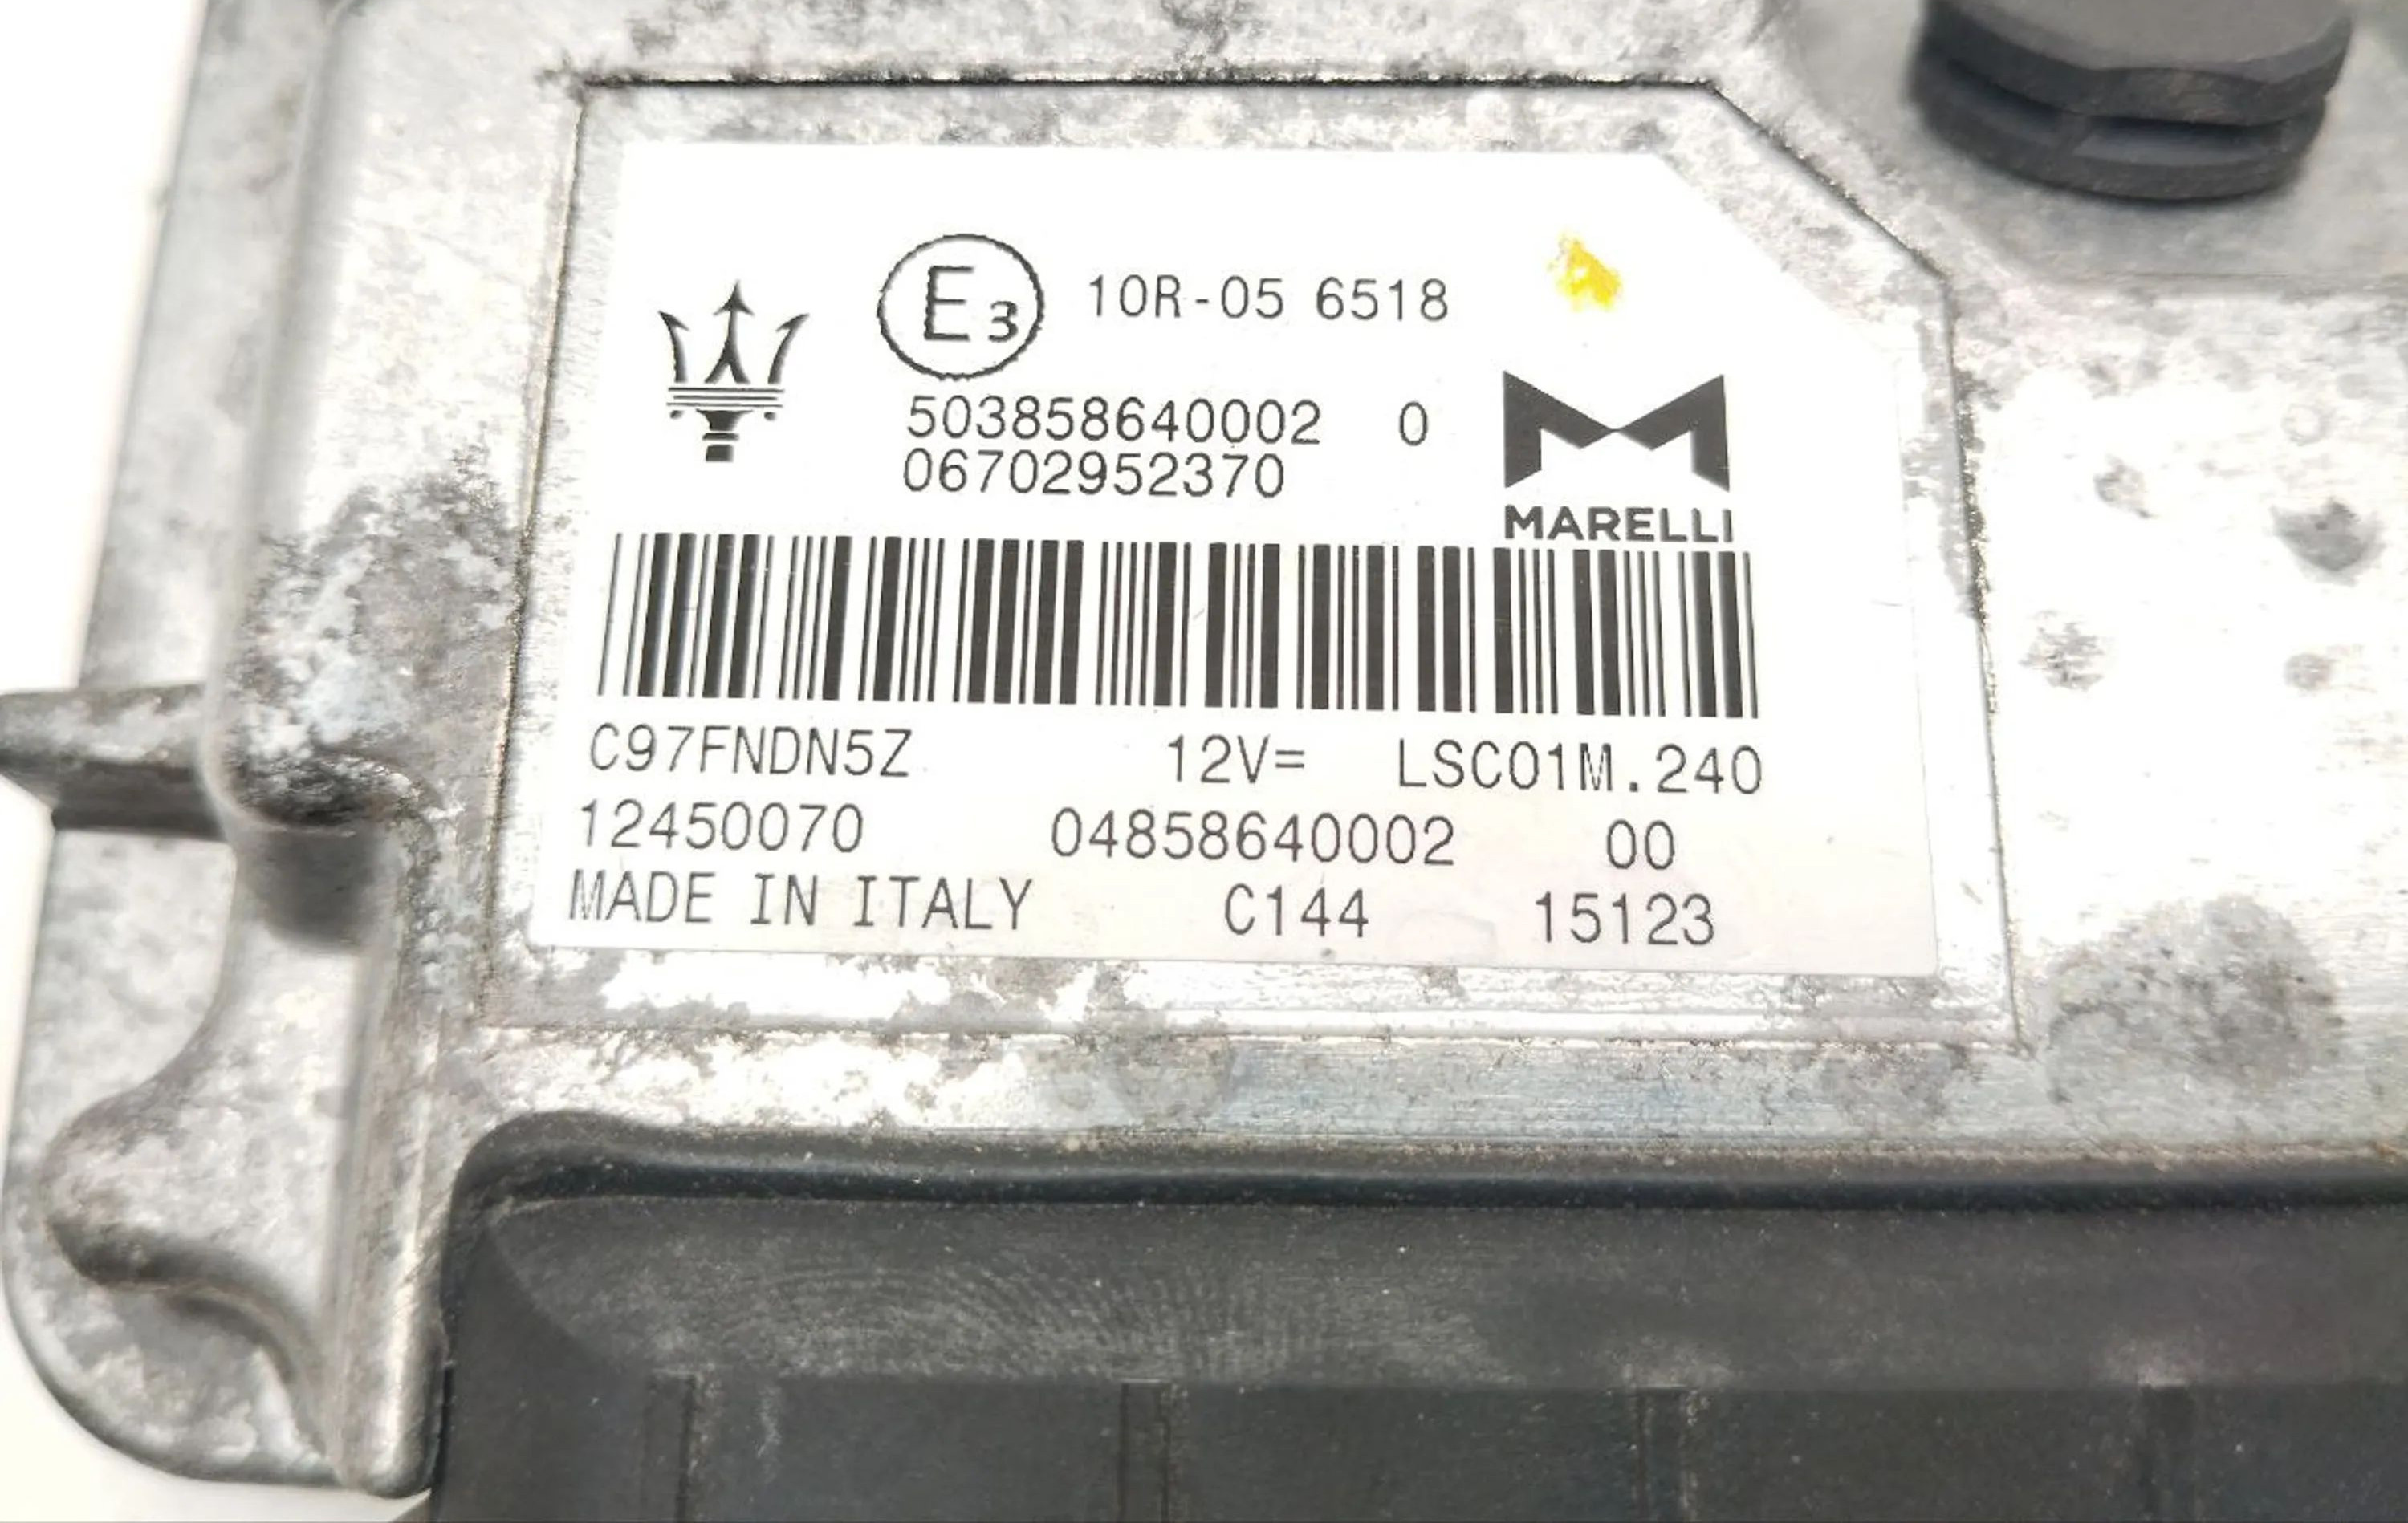 E3 10R-05 6518
503858640002 0
06702952370
MARELLI
C97FNDN5Z 12V= LSC01M.240
12450070 04858640002 00
MADE IN ITALY C144 15123